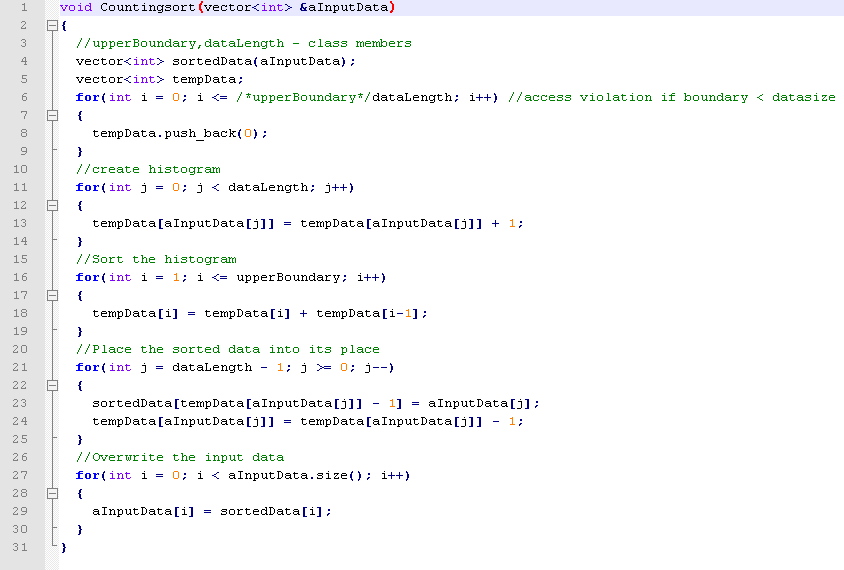 1 void Countingsort(vector<int> &aInputData)
2 {
3 //upperBoundary,dataLength - class members
4 vector<int> sortedData(aInputData);
5 vector<int> tempData;
6 for(int i = 0; i <= /*upperBoundary*/dataLength; i++) //access violation if boundary < datasize
7 {
8 tempData.push_back(0);
9 }
10 //create histogram
11 for(int j = 0; j < dataLength; j++)
12 {
13 tempData[aInputData[j]] = tempData[aInputData[j]] + 1;
14 }
15 //Sort the histogram
16 for(int i = 1; i <= upperBoundary; i++)
17 {
18 tempData[i] = tempData[i] + tempData[i-1];
19 }
20 //Place the sorted data into its place
21 for(int j = dataLength - 1; j >= 0; j--)
22 {
23 sortedData[tempData[aInputData[j]] - 1] = aInputData[j];
24 tempData[aInputData[j]] = tempData[aInputData[j]] - 1;
25 }
26 //Overwrite the input data
27 for(int i = 0; i < aInputData.size(); i++)
28 {
29 aInputData[i] = sortedData[i];
30 }
31 }